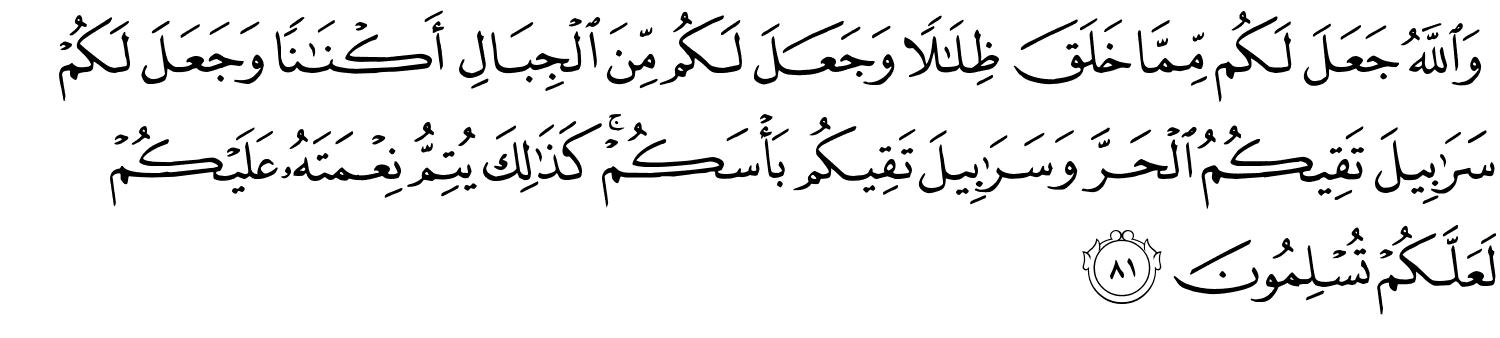 وَٱللَّهُ جَعَلَ لَكُم مِّمَّا خَلَقَ ظِلَـٰلًا وَجَعَلَ لَكُم مِّنَ ٱلْجِبَالِ أَكْنَـٰنًا وَجَعَلَ لَكُمْ
سَرَٰبِيلَ تَقِيكُمُ ٱلْحَرَّ وَسَرَٰبِيلَ تَقِيكُم بَأْسَكُمْ ۚ كَذَٰلِكَ يُتِمُّ نِعْمَتَهُۥ عَلَيْكُمْ
لَعَلَّكُمْ تُسْلِمُونَ ٨١